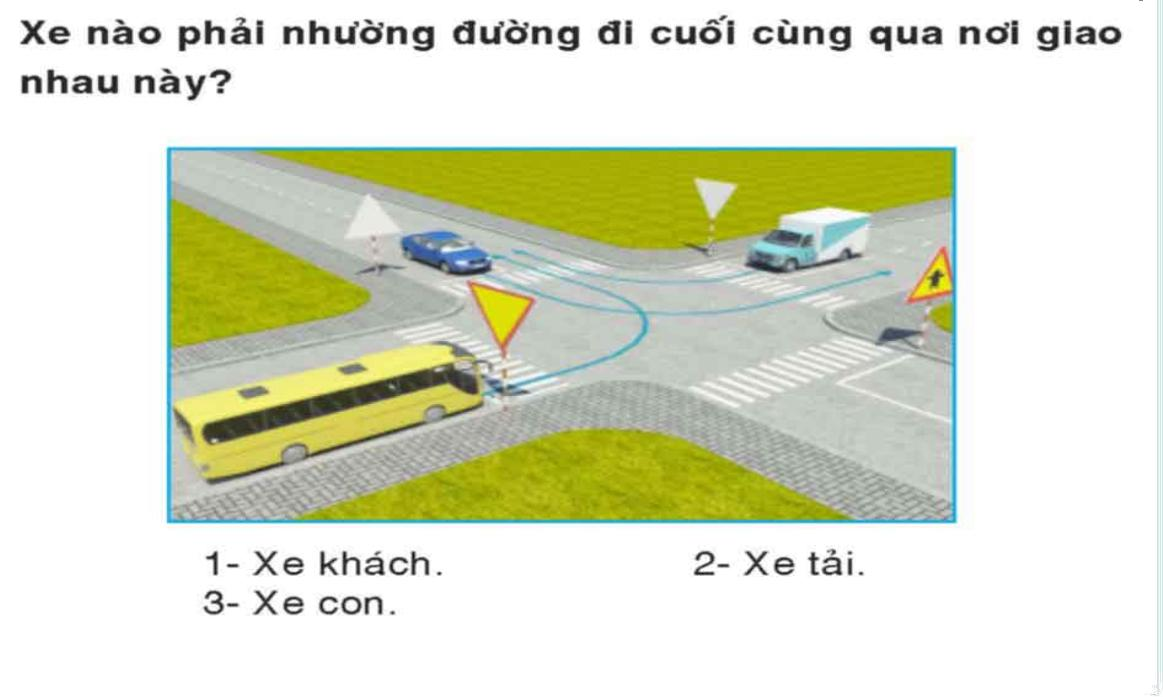 Xe nào phải nhường đường đi cuối cùng qua nơi giao
nhau này?
1- Xe khách.
2- Xe tải.
3- Xe con.